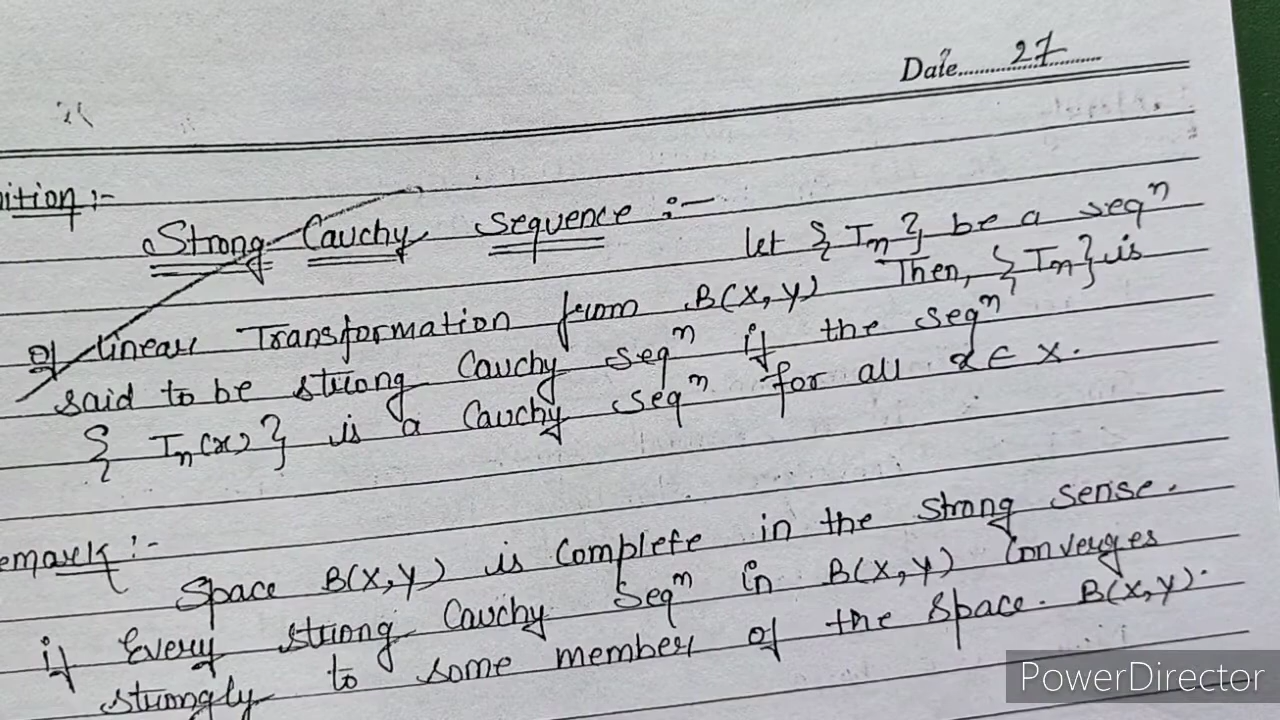 Date 27
ition :-
Strong Cauchy Sequence :-
let { Tn } be a seqⁿ
of linear Transformation from B(X, Y) Then, { Tn } is
said to be strong Cauchy seqⁿ if the seqⁿ
{ Tn(x) } is a Cauchy seqⁿ for all x ∈ X.
emark :-
Space B(X, Y) is complete in the strong sense.
if Every strong Cauchy Seqⁿ in B(X, Y) Converges
strongly to some member of the space. B(X, Y).
PowerDirector